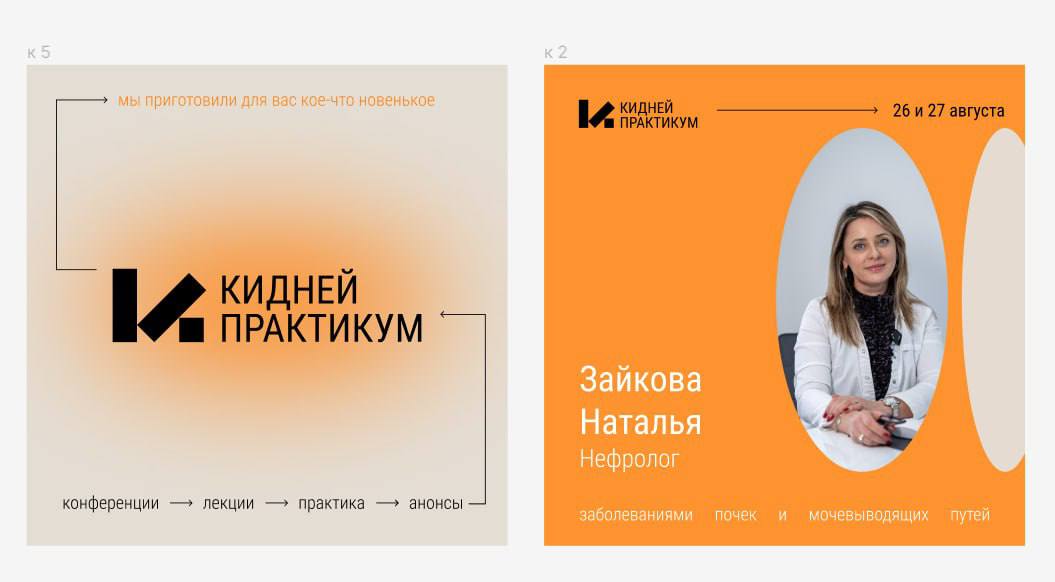 к 5
мы приготовили для вас кое-что новенькое
КИДНЕЙ
ПРАКТИКУМ
конференции → лекции → практика → анонсы
к 2
КИДНЕЙ
ПРАКТИКУМ
26 и 27 августа
Зайкова
Наталья
Нефролог
заболеваниями почек и мочевыводящих путей